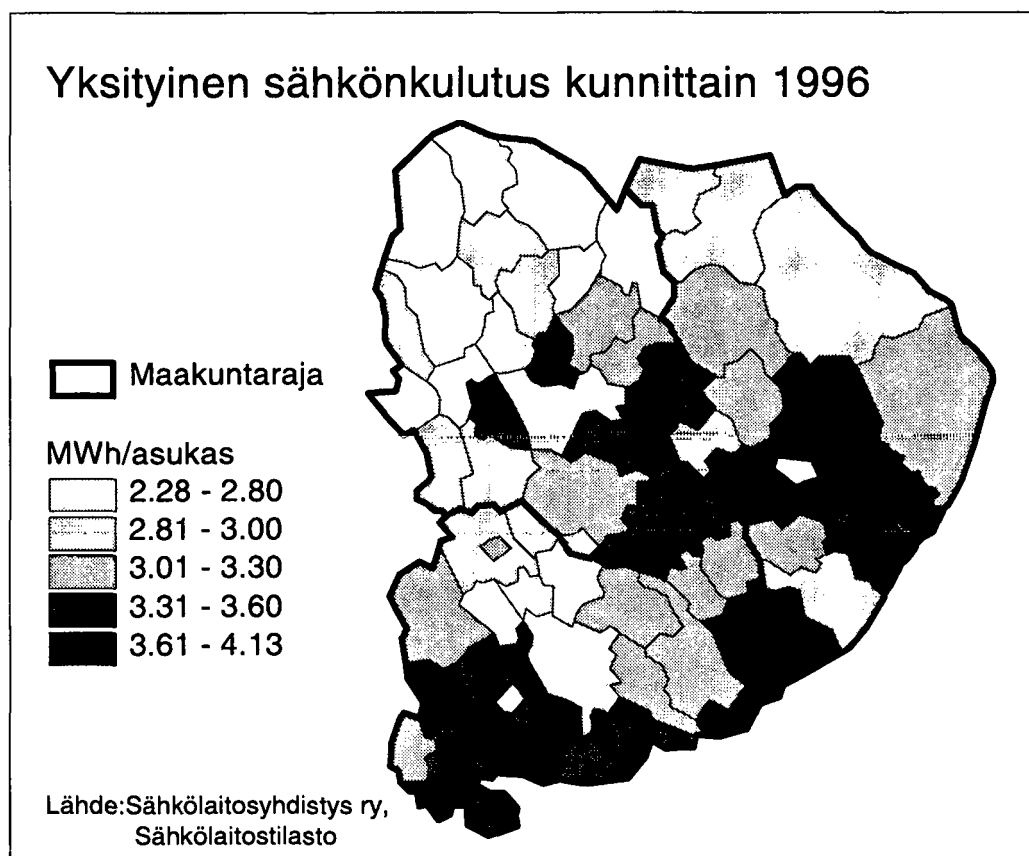 Yksityinen sähkönkulutus kunnittain 1996
Maakuntaraja
MWh/asukas
2.28 - 2.80
2.81 - 3.00
3.01 - 3.30
3.31 - 3.60
3.61 - 4.13
Lähde:Sähkölaitosyhdistys ry,
Sähkölaitostilasto